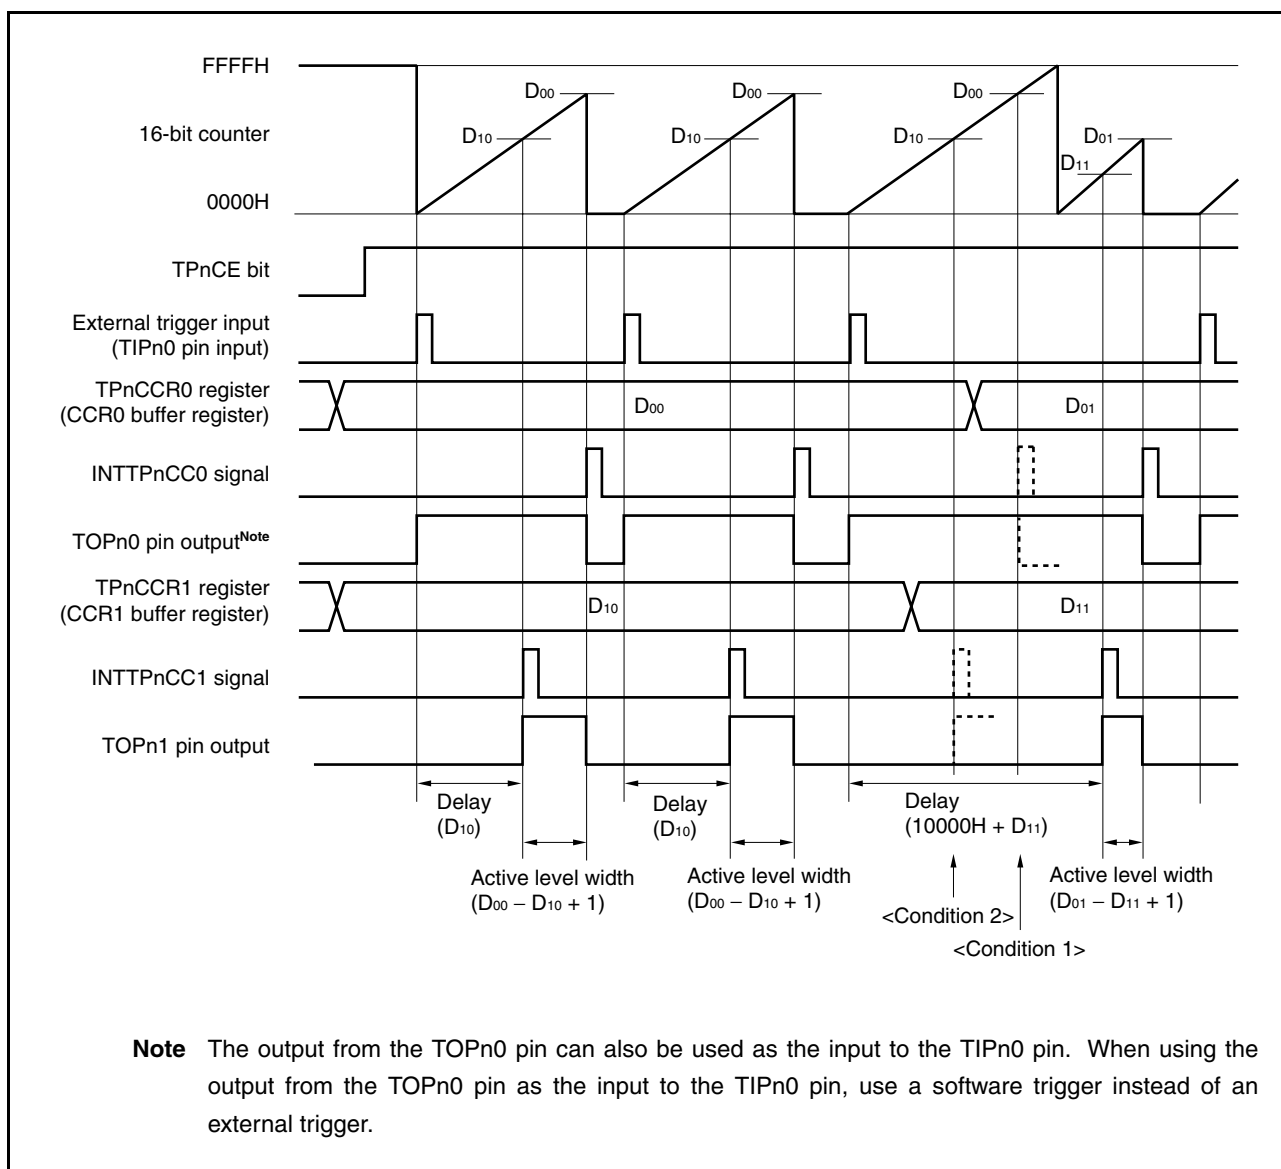 FFFFH
D00
D00
D00
16-bit counter
D10
D10
D10
D01
D11
0000H
TPnCE bit
External trigger input
(TIPn0 pin input)
TPnCCR0 register
(CCR0 buffer register)
D00
D01
INTTPnCC0 signal
TOPn0 pin outputNote
TPnCCR1 register
(CCR1 buffer register)
D10
D11
INTTPnCC1 signal
TOPn1 pin output
Delay
(D10)
Delay
(D10)
Delay
(10000H + D11)
Active level width
(D00 − D10 + 1)
Active level width
(D00 − D10 + 1)
Active level width
(D01 − D11 + 1)
<Condition 2>
<Condition 1>
Note The output from the TOPn0 pin can also be used as the input to the TIPn0 pin. When using the
output from the TOPn0 pin as the input to the TIPn0 pin, use a software trigger instead of an
external trigger.